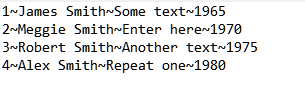 1~James Smith~Some text~1965
2~Meggie Smith~Enter here~1970
3~Robert Smith~Another text~1975
4~Alex Smith~Repeat one~1980